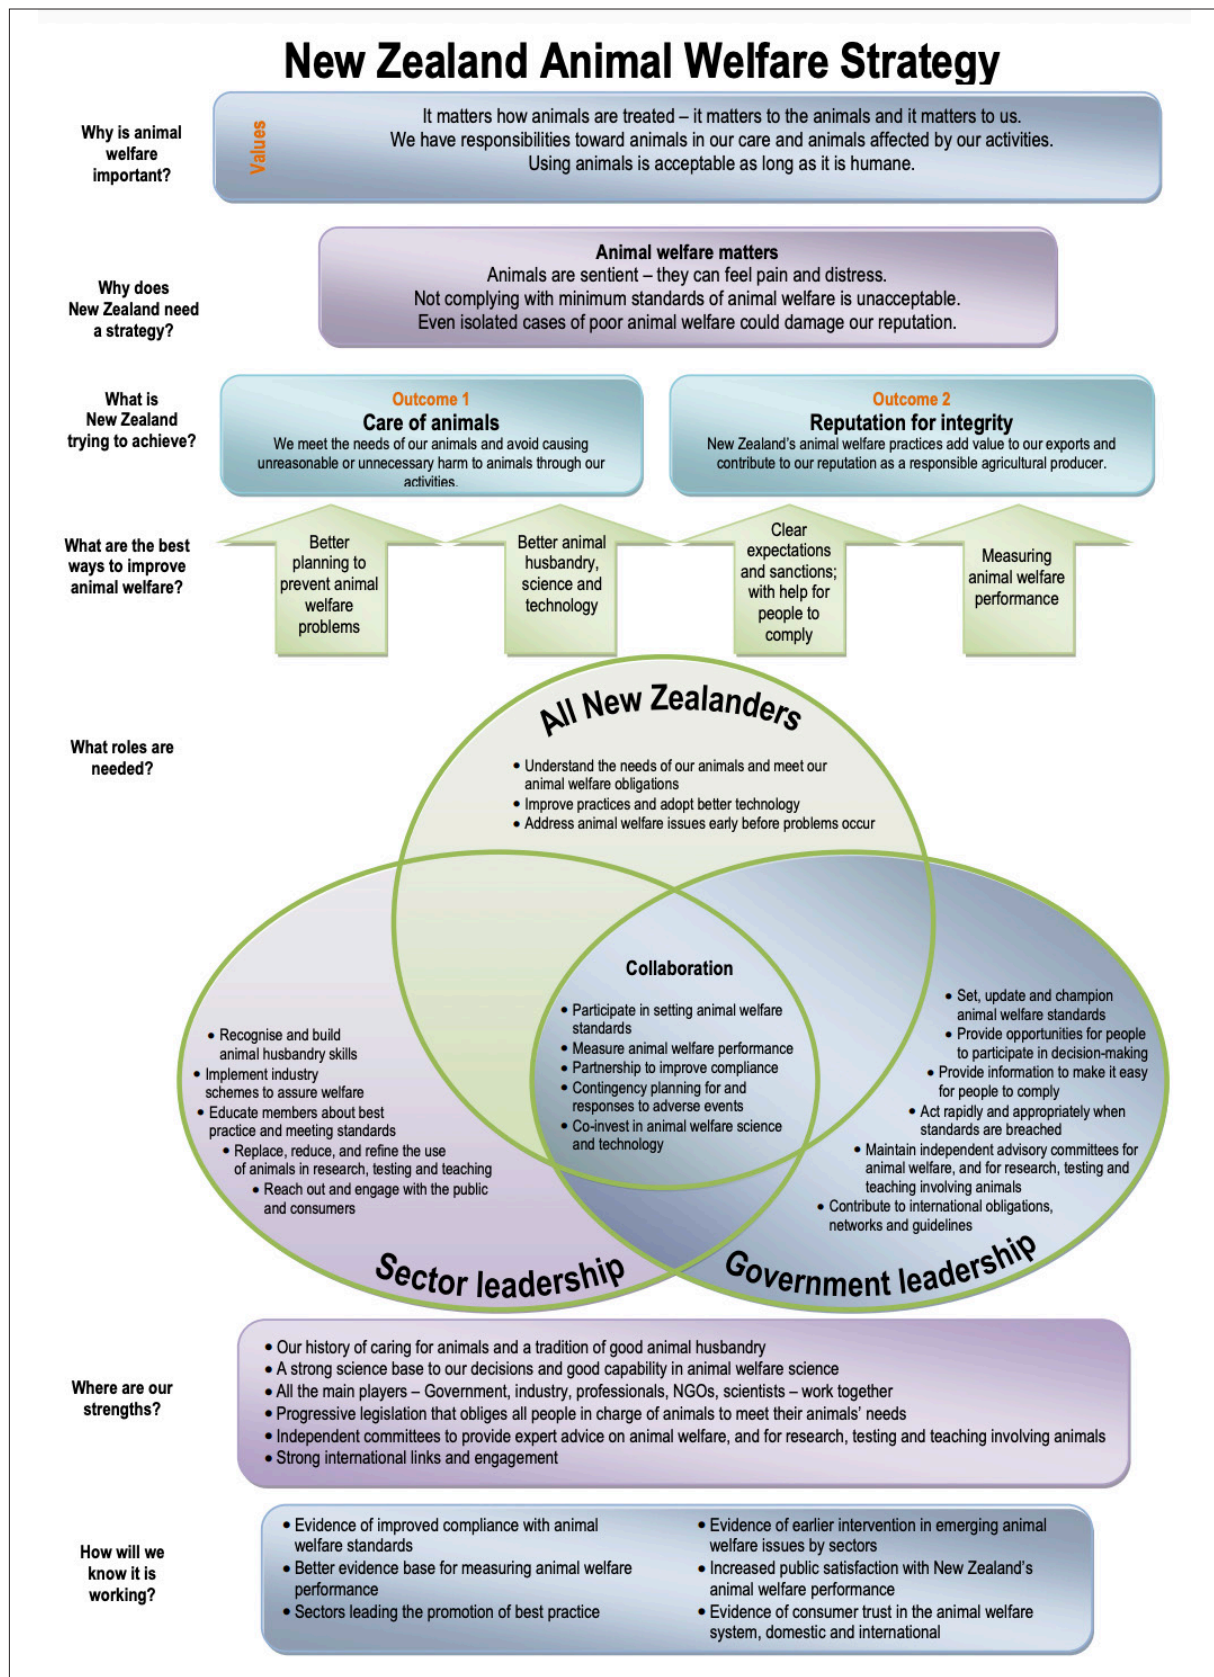 New Zealand Animal Welfare Strategy
Why is animal
welfare
important?
Values
It matters how animals are treated – it matters to the animals and it matters to us.
We have responsibilities toward animals in our care and animals affected by our activities.
Using animals is acceptable as long as it is humane.
Why does
New Zealand need
a strategy?
Animal welfare matters
Animals are sentient – they can feel pain and distress.
Not complying with minimum standards of animal welfare is unacceptable.
Even isolated cases of poor animal welfare could damage our reputation.
What is
New Zealand
trying to achieve?
Outcome 1
Care of animals
We meet the needs of our animals and avoid causing
unreasonable or unnecessary harm to animals through our
activities.
Outcome 2
Reputation for integrity
New Zealand's animal welfare practices add value to our exports and
contribute to our reputation as a responsible agricultural producer.
What are the best
ways to improve
animal welfare?
Better
planning to
prevent animal
welfare
problems
Better animal
husbandry,
science and
technology
Clear
expectations
and sanctions;
with help for
people to
comply
Measuring
animal welfare
performance
What roles are
needed?
All New Zealanders
• Understand the needs of our animals and meet our
animal welfare obligations
• Improve practices and adopt better technology
• Address animal welfare issues early before problems occur
• Recognise and build
animal husbandry skills
• Implement industry
schemes to assure welfare
• Educate members about best
practice and meeting standards
• Replace, reduce, and refine the use
of animals in research, testing and teaching
• Reach out and engage with the public
and consumers
Sector leadership
Collaboration
• Participate in setting animal welfare
standards
• Measure animal welfare performance
• Partnership to improve compliance
• Contingency planning for and
responses to adverse events
• Co-invest in animal welfare science
and technology
• Set, update and champion
animal welfare standards
• Provide opportunities for people
to participate in decision-making
• Provide information to make it easy
for people to comply
• Act rapidly and appropriately when
standards are breached
• Maintain independent advisory committees for
animal welfare, and for research, testing and
teaching involving animals
• Contribute to international obligations,
networks and guidelines
Government leadership
Where are our
strengths?
• Our history of caring for animals and a tradition of good animal husbandry
• A strong science base to our decisions and good capability in animal welfare science
• All the main players – Government, industry, professionals, NGOs, scientists – work together
• Progressive legislation that obliges all people in charge of animals to meet their animals' needs
• Independent committees to provide expert advice on animal welfare, and for research, testing and teaching involving animals
• Strong international links and engagement
How will we
know it is
working?
• Evidence of improved compliance with animal
welfare standards
• Better evidence base for measuring animal welfare
performance
• Sectors leading the promotion of best practice
• Evidence of earlier intervention in emerging animal
welfare issues by sectors
• Increased public satisfaction with New Zealand's
animal welfare performance
• Evidence of consumer trust in the animal welfare
system, domestic and international